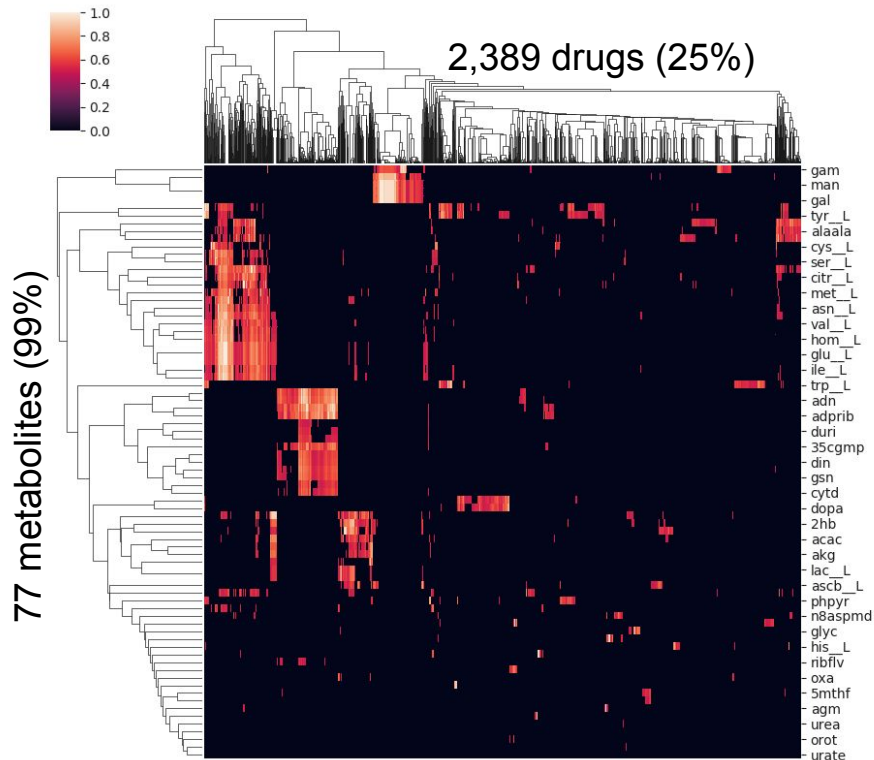 1.0
0.8
0.6
0.4
0.2
0.0
2,389 drugs (25%)
77 metabolites (99%)
gam
man
gal
tyr__L
alaala
cys__L
ser__L
citr__L
met__L
asn__L
val__L
hom__L
glu__L
ile__L
trp__L
adn
adprib
duri
35cgmp
din
gsn
cytd
dopa
2hb
acac
akg
lac__L
ascb__L
phpyr
n8aspmd
glyc
his__L
ribflv
oxa
5mthf
agm
urea
orot
urate